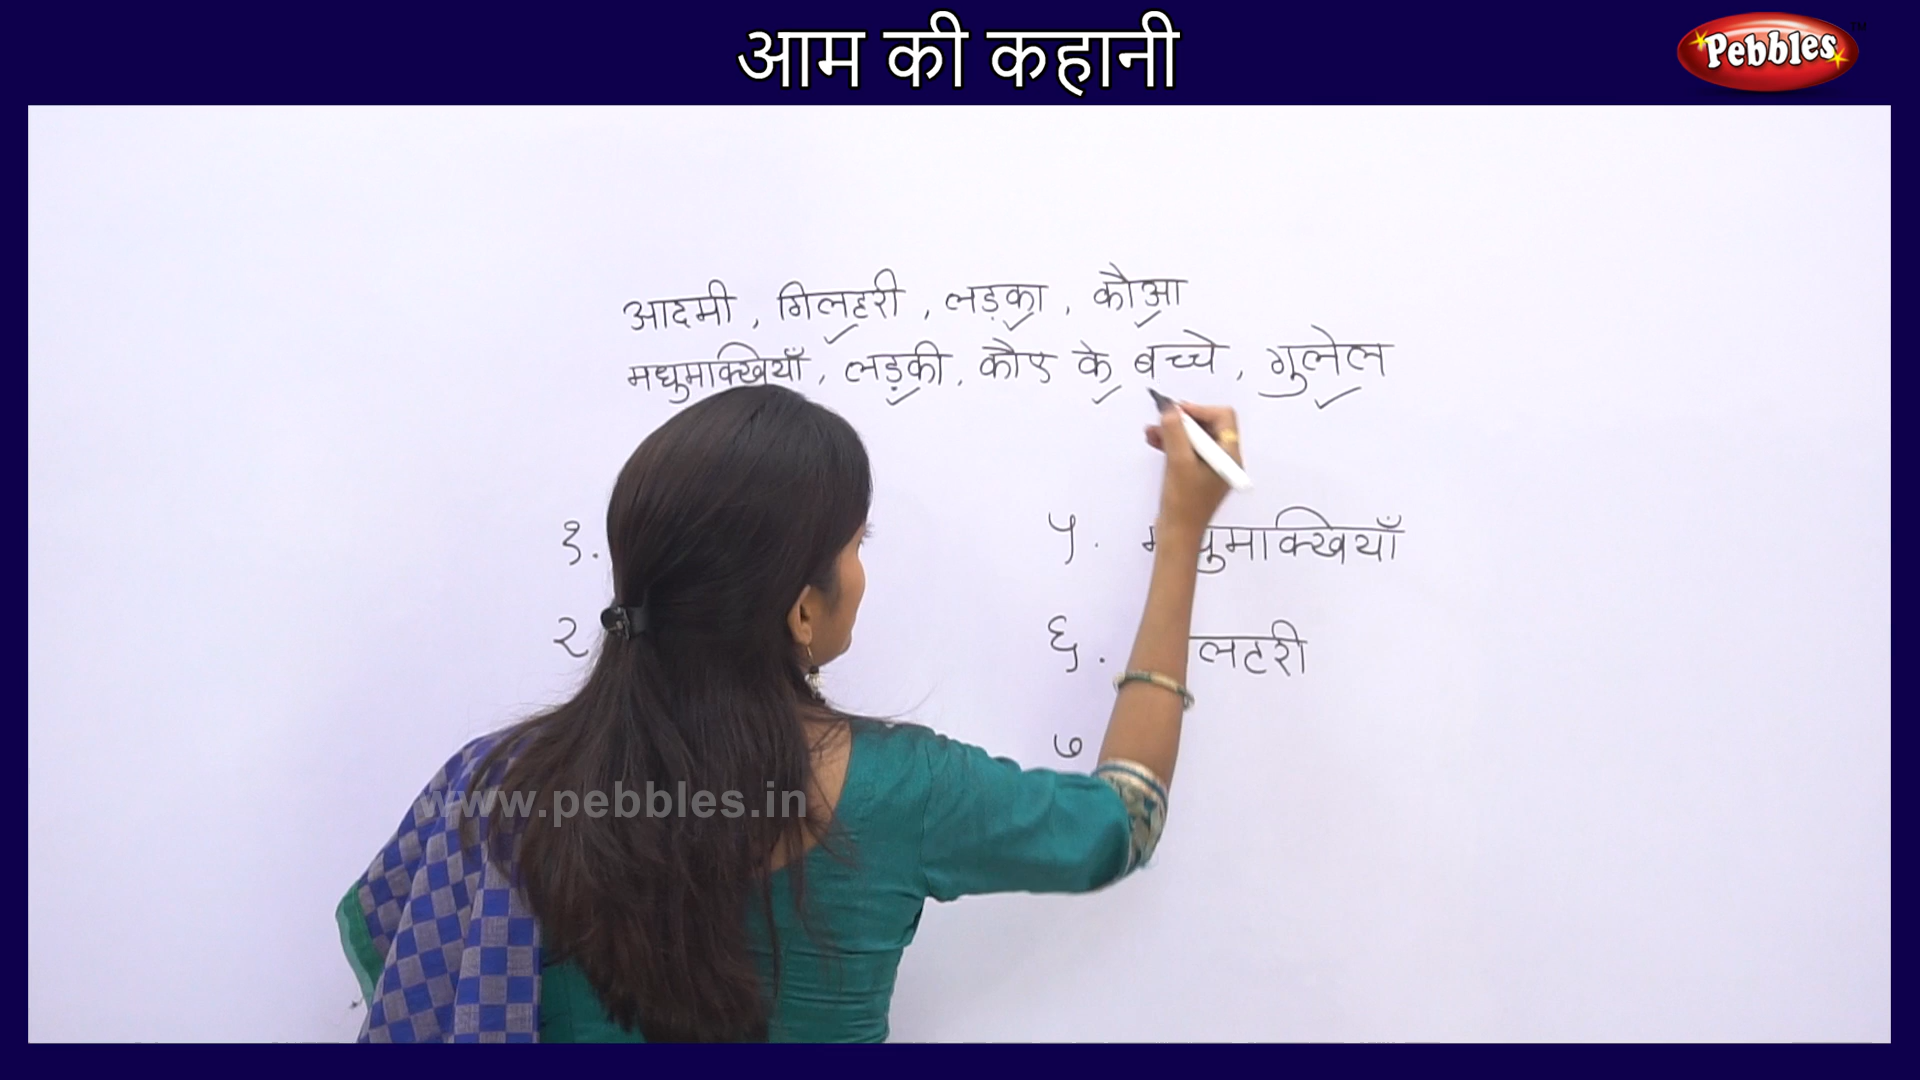 आम की कहानी
Pebbles TM
आदमी , गिलहरी , लड़का , कौआ
मधुमाक्खियाँ , लड़की , कौए के बच्चे , गुलेल
१.
२
५. मधुमाक्खियाँ
६. लहरी
७
www.pebbles.in